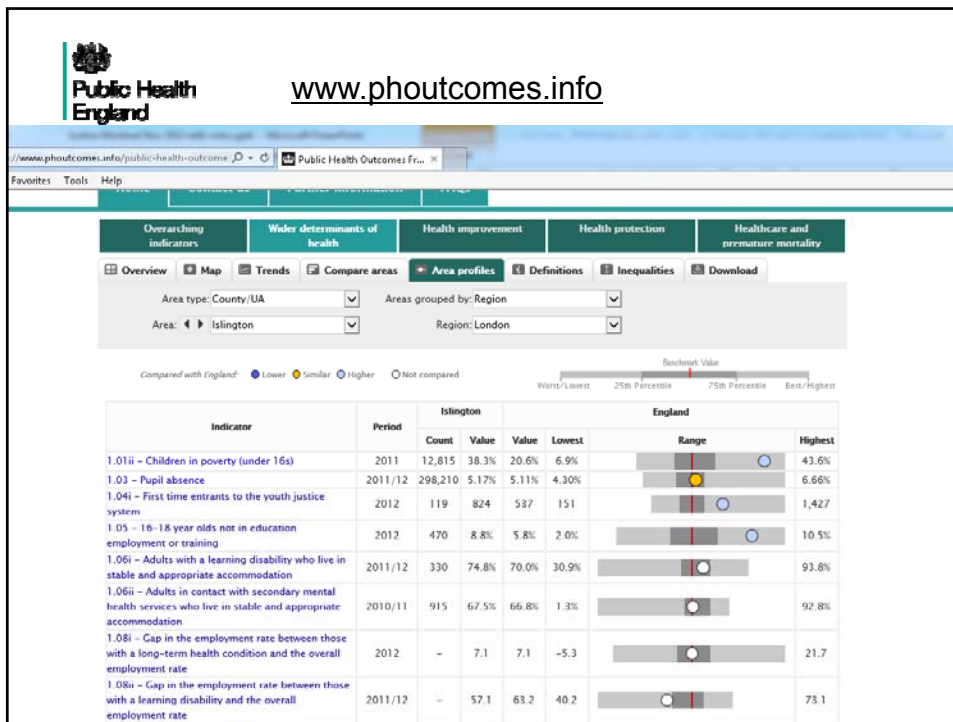 Public Health
England
www.phoutcomes.info
://www.phoutcomes.info/public-health-outcome
Public Health Outcomes Fr... ×
Favorites Tools Help
Overarching indicators
Wider determinants of health
Health improvement
Health protection
Healthcare and premature mortality
Overview Map Trends Compare areas Area profiles Definitions Inequalities Download
Area type: County/UA Areas grouped by: Region
Area: Islington Region: London
Benchmark Value
Compared with England: Lower Similar Higher Not compared
Worst/Lowest 25th Percentile 75th Percentile Best/Highest
Islington England
Indicator Period
Count Value Value Lowest Range Highest
1.01ii – Children in poverty (under 16s) 2011 12,815 38.3% 20.6% 6.9% 43.6%
1.03 – Pupil absence 2011/12 298,210 5.17% 5.11% 4.30% 6.66%
1.04i – First time entrants to the youth justice
system 2012 119 824 537 151 1,427
1.05 – 16-18 year olds not in education
employment or training 2012 470 8.8% 5.8% 2.0% 10.5%
1.06i – Adults with a learning disability who live in
stable and appropriate accommodation 2011/12 330 74.8% 70.0% 30.9% 93.8%
1.06ii – Adults in contact with secondary mental
health services who live in stable and appropriate
accommodation 2010/11 915 67.5% 66.8% 1.3% 92.8%
1.08i – Gap in the employment rate between those
with a long-term health condition and the overall
employment rate 2012 – 7.1 7.1 -5.3 21.7
1.08ii – Gap in the employment rate between those
with a learning disability and the overall
employment rate 2011/12 – 57.1 63.2 40.2 73.1